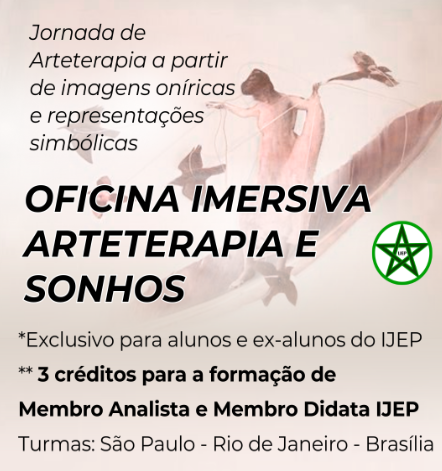 Jornada de
Arteterapia a partir
de imagens oníricas
e representações
simbólicas
OFICINA IMERSIVA
ARTETERAPIA E
SONHOS
IJEP
*Exclusivo para alunos e ex-alunos do IJEP
** 3 créditos para a formação de
Membro Analista e Membro Didata IJEP
Turmas: São Paulo - Rio de Janeiro - Brasília